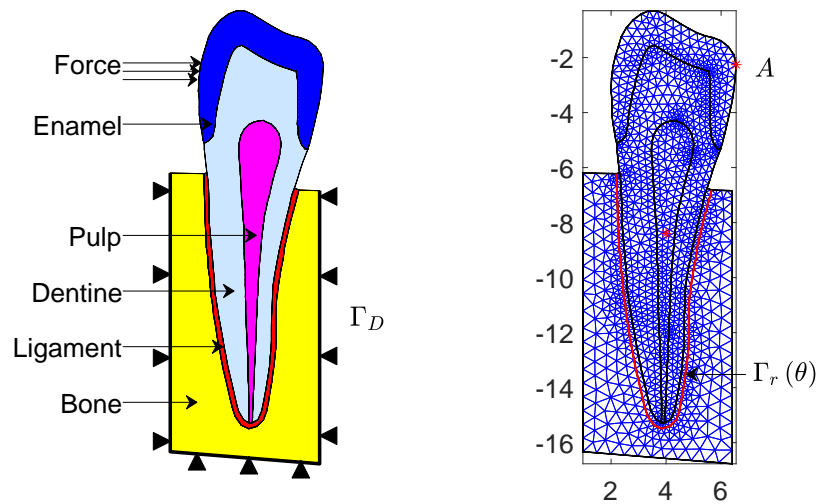 Force
Enamel
Pulp
Dentine
Ligament
Bone
Γ_D
-2
-4
-6
-8
-10
-12
-14
-16
2 4 6
A
Γ_r (θ)